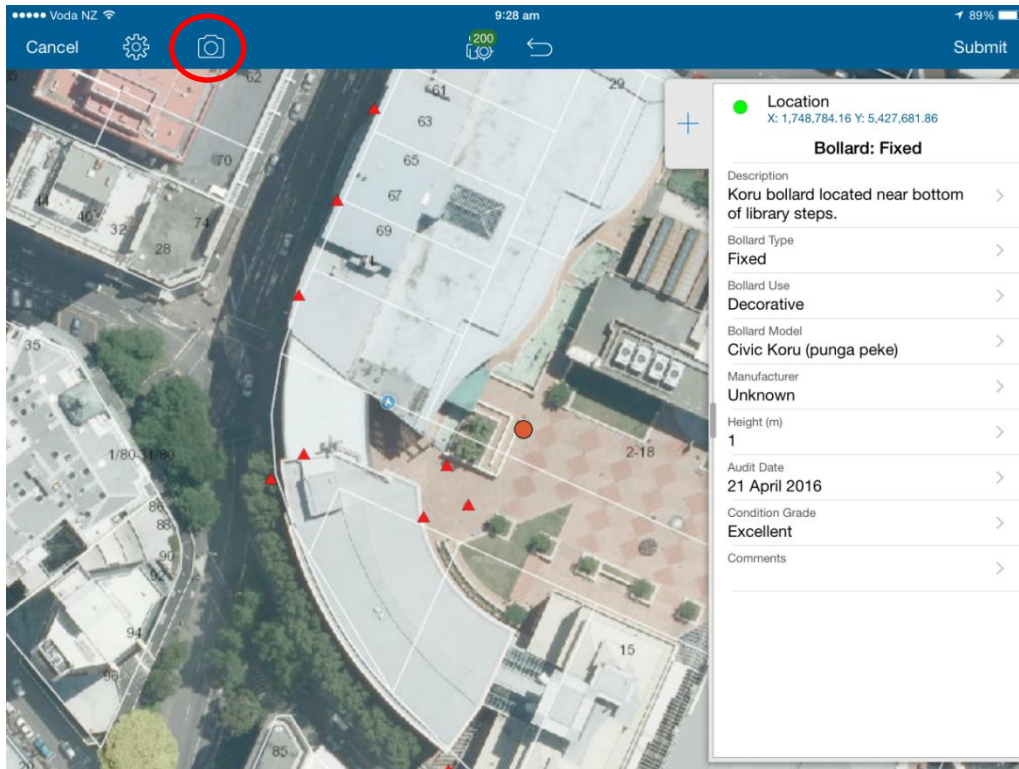 Voda NZ
9:28 am
89%
Cancel
200
Submit
Location
X: 1,748,784.16 Y: 5,427,681.86
Bollard: Fixed
Description
Koru bollard located near bottom
of library steps.
Bollard Type
Fixed
Bollard Use
Decorative
Bollard Model
Civic Koru (punga peke)
Manufacturer
Unknown
Height (m)
1
Audit Date
21 April 2016
Condition Grade
Excellent
Comments
62
61
29
63
70
65
67
44
40
32
74
69
28
71
35
1/80-31/80
2-18
86
88
90
92
94
96
15
85
20